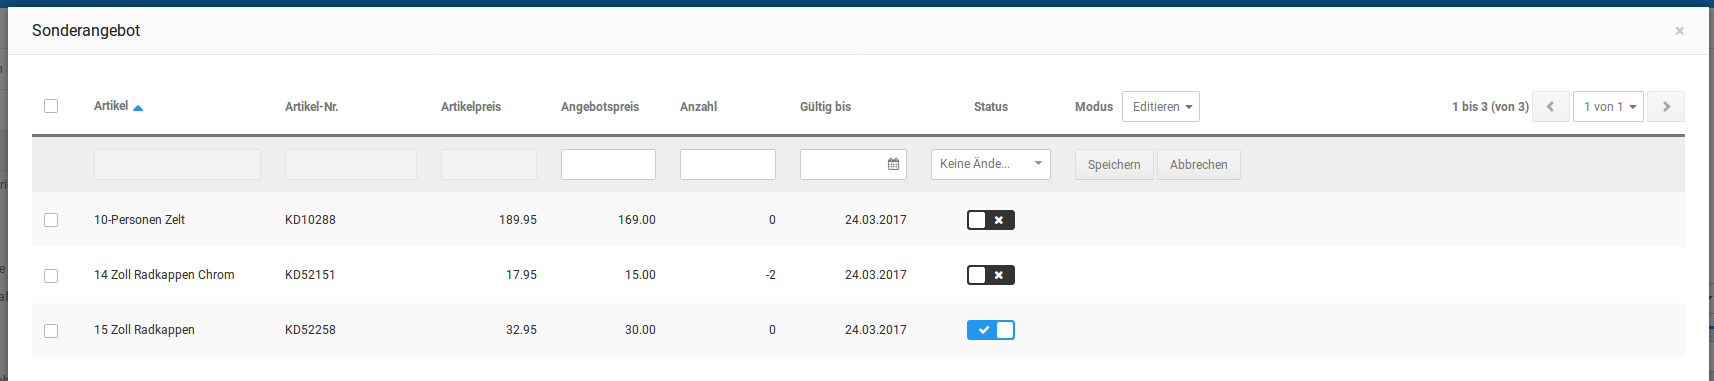 Sonderangebot ×
Artikel Artikel-Nr. Artikelpreis Angebotspreis Anzahl Gültig bis Status Modus Editieren 1 bis 3 (von 3) 1 von 1
Keine Ände... Speichern Abbrechen
10-Personen Zelt KD10288 189.95 169.00 0 24.03.2017
14 Zoll Radkappen Chrom KD52151 17.95 15.00 -2 24.03.2017
15 Zoll Radkappen KD52258 32.95 30.00 0 24.03.2017